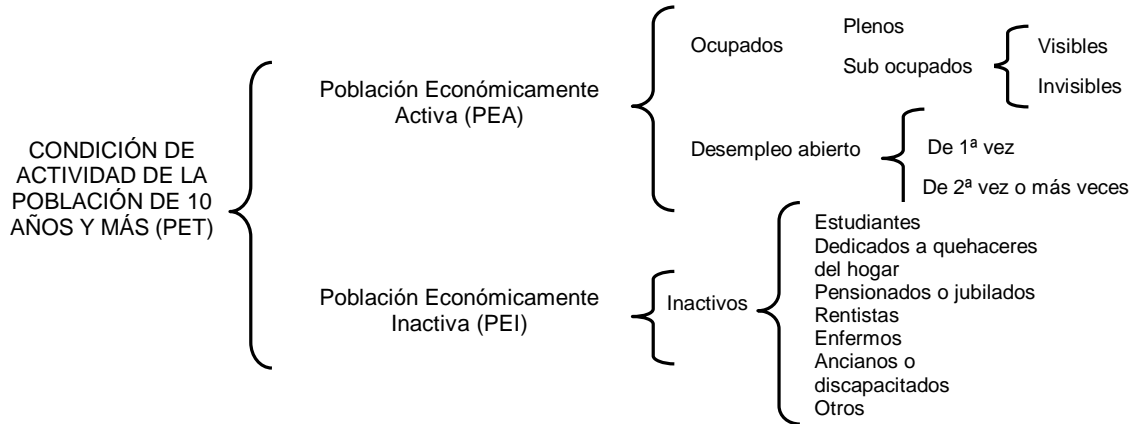 CONDICIÓN DE
ACTIVIDAD DE LA
POBLACIÓN DE 10
AÑOS Y MÁS (PET)
Población Económicamente
Activa (PEA)
Ocupados
Plenos
Sub ocupados
Visibles
Invisibles
Desempleo abierto
De 1ª vez
De 2ª vez o más veces
Población Económicamente
Inactiva (PEI)
Inactivos
Estudiantes
Dedicados a quehaceres
del hogar
Pensionados o jubilados
Rentistas
Enfermos
Ancianos o
discapacitados
Otros